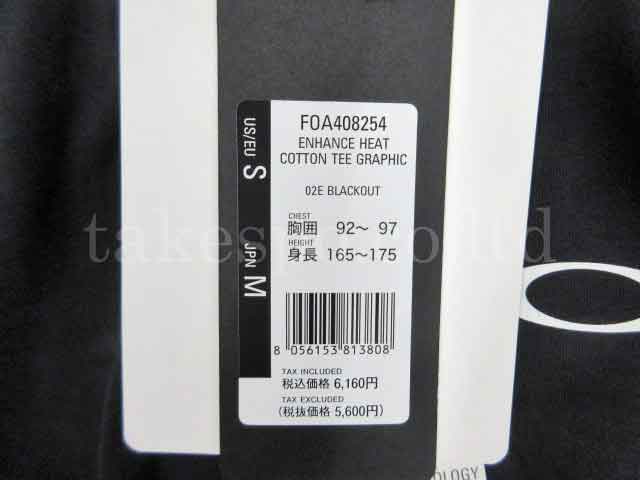 US/EU S
JPN M
FOA408254
ENHANCE HEAT
COTTON TEE GRAPHIC
02E BLACKOUT
CHEST
胸囲 92~ 97
HEIGHT
身長 165~175
8 056153 813808
TAX INCLUDED
税込価格 6,160円
TAX EXCLUDED
(税抜価格 5,600円)
OLOGY